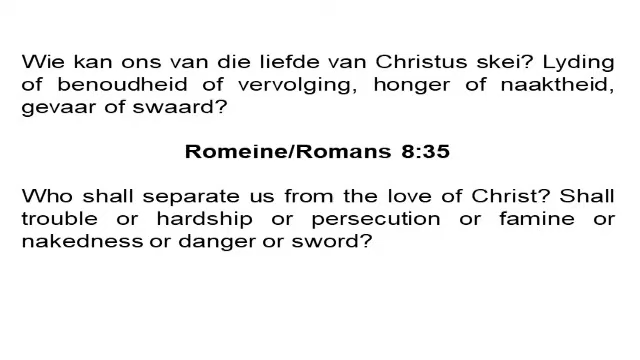 Wie kan ons van die liefde van Christus skei? Lyding
of benoudheid of vervolging, honger of naaktheid,
gevaar of swaard?
Romeine/Romans 8:35
Who shall separate us from the love of Christ? Shall
trouble or hardship or persecution or famine or
nakedness or danger or sword?